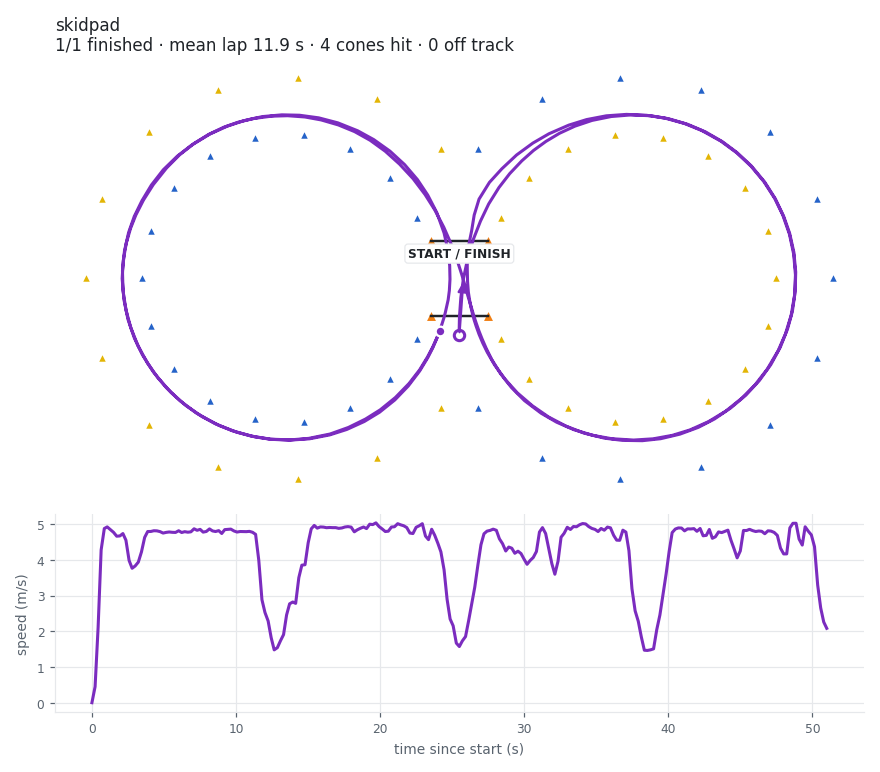 skidpad
1/1 finished · mean lap 11.9 s · 4 cones hit · 0 off track
START / FINISH
5
4
3
2
1
0
speed (m/s)
0 10 20 30 40 50
time since start (s)